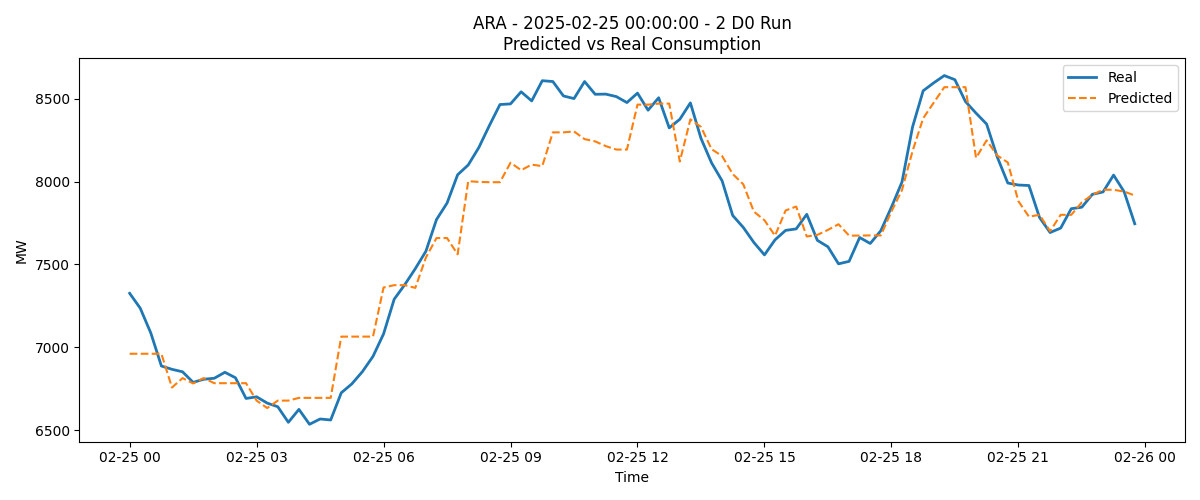 ARA - 2025-02-25 00:00:00 - 2 D0 Run
Predicted vs Real Consumption
Real
Predicted
8500
8000
7500
7000
6500
MW
02-25 00
02-25 03
02-25 06
02-25 09
02-25 12
02-25 15
02-25 18
02-25 21
02-26 00
Time